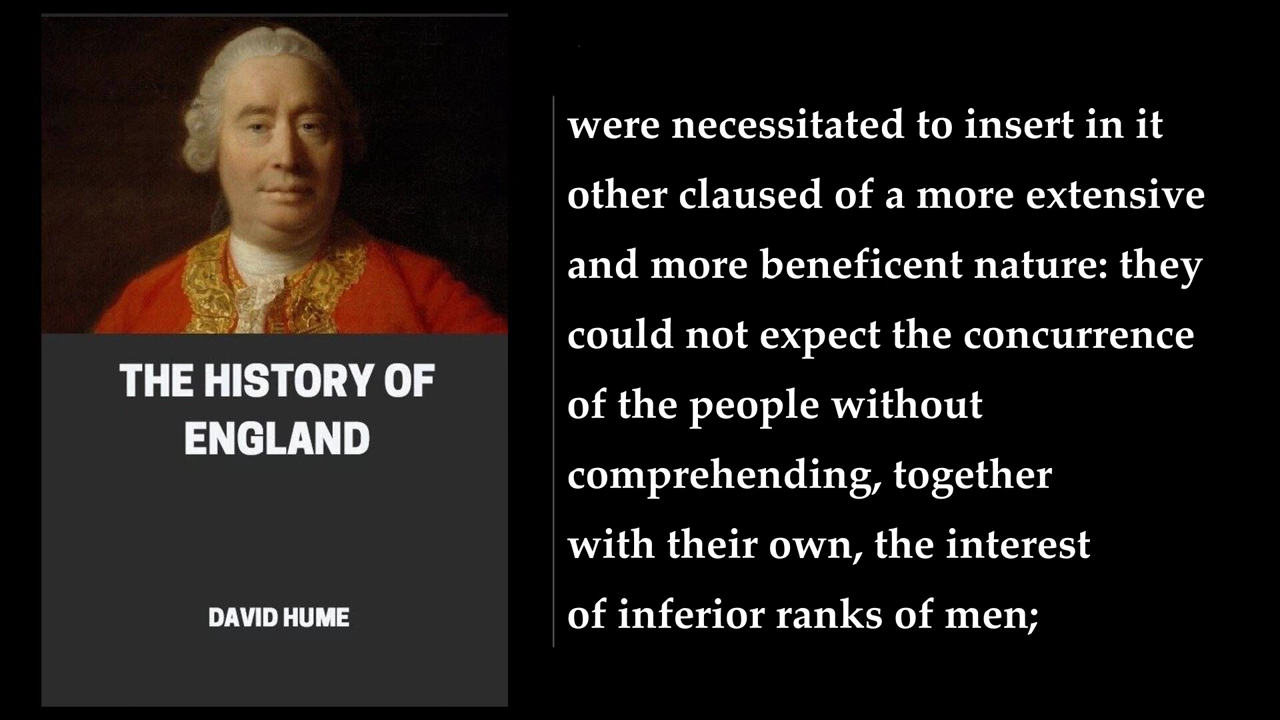 THE HISTORY OF
ENGLAND
DAVID HUME
were necessitated to insert in it
other claused of a more extensive
and more beneficent nature: they
could not expect the concurrence
of the people without
comprehending, together
with their own, the interest
of inferior ranks of men;